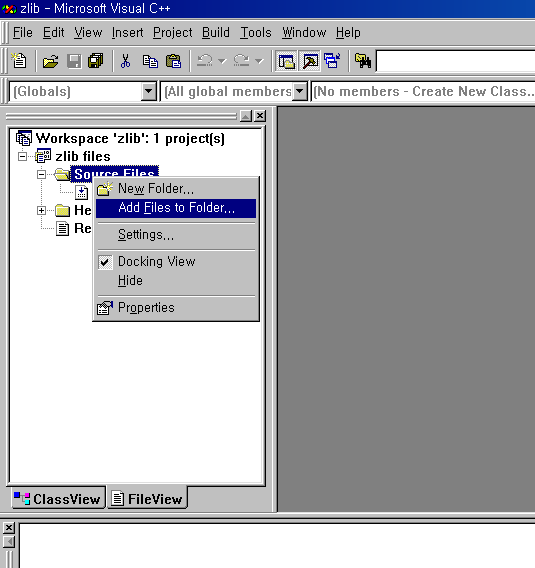 zlib - Microsoft Visual C++
File Edit View Insert Project Build Tools Window Help
(Globals) (All global members (No members - Create New Class...
Workspace 'zlib': 1 project(s)
zlib files
Source Files
New Folder...
Add Files to Folder...
He
Re
Settings...
Docking View
Hide
Properties
ClassView FileView